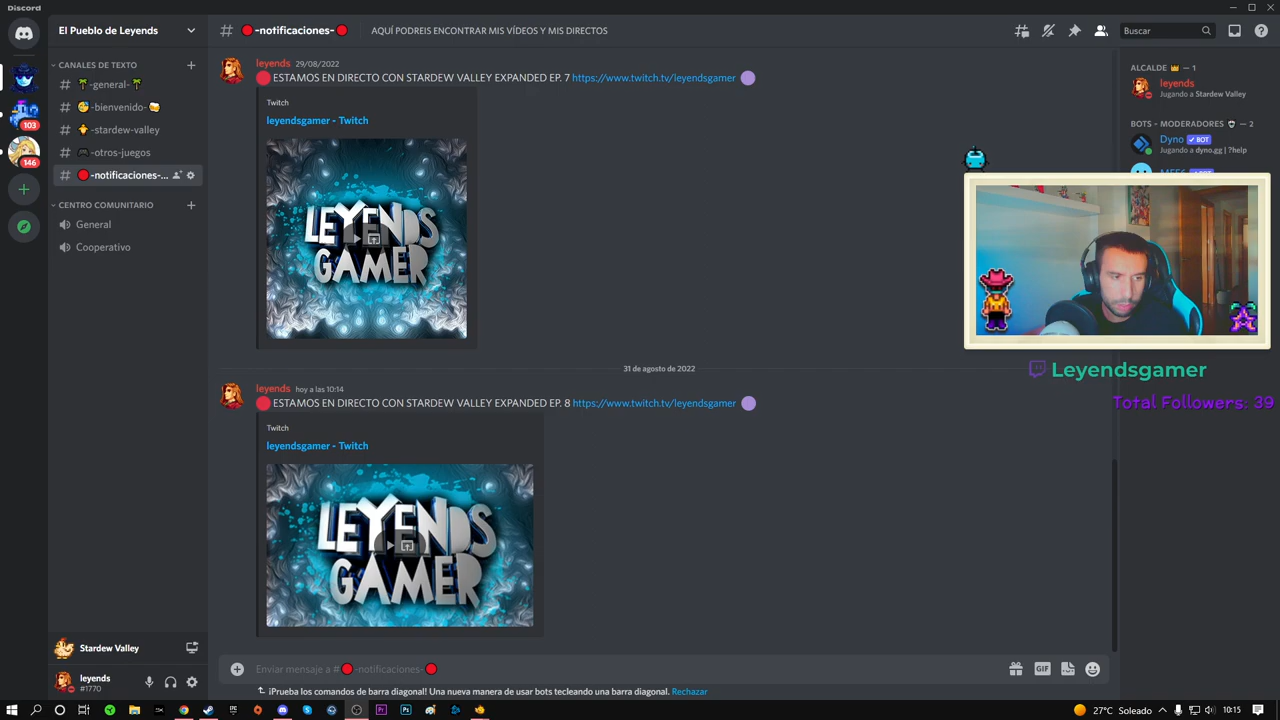 Discord
El Pueblo de Leyends
-notificaciones-
AQUÍ PODREIS ENCONTRAR MIS VÍDEOS Y MIS DIRECTOS
Buscar
CANALES DE TEXTO
-general-
-bienvenido-
-stardew-valley
-otros-juegos
-notificaciones-...
CENTRO COMUNITARIO
General
Cooperativo
103
146
leyends 29/08/2022
ESTAMOS EN DIRECTO CON STARDEW VALLEY EXPANDED EP. 7 https://www.twitch.tv/leyendsgamer
Twitch
leyendsgamer - Twitch
LEYENDS
GAMER
31 de agosto de 2022
leyends hoy a las 10:14
ESTAMOS EN DIRECTO CON STARDEW VALLEY EXPANDED EP. 8 https://www.twitch.tv/leyendsgamer
Twitch
leyendsgamer - Twitch
LEYENDS
GAMER
ALCALDE — 1
leyends
Jugando a Stardew Valley
BOTS - MODERADORES — 2
Dyno BOT
Jugando a dyno.gg | ?help
Leyendsgamer
Total Followers: 39
Stardew Valley
leyends
#1770
Enviar mensaje a # -notificaciones-
GIF
¡Prueba los comandos de barra diagonal! Una nueva manera de usar bots tecleando una barra diagonal. Rechazar
27°C Soleado
10:15